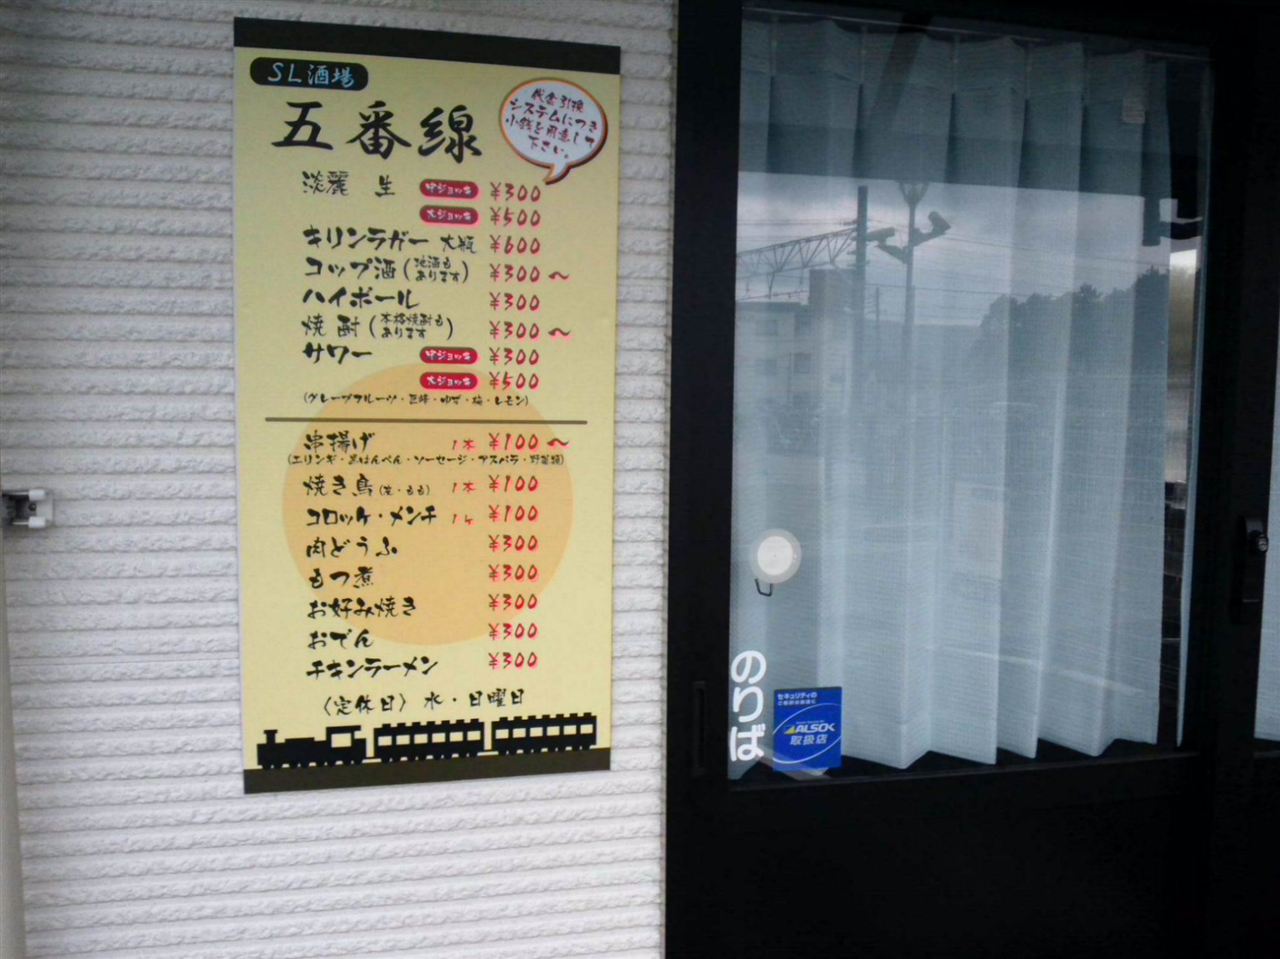 SL酒場
五番線
代金引換
システムにつき
小銭を用意して
下さい。
淡麗 生 中ジョッキ ¥300
大ジョッキ ¥500
キリンラガー 大瓶 ¥600
コップ酒(地酒もあります) ¥300〜
ハイボール ¥300
焼酎(本格焼酎もあります) ¥300〜
サワー 中ジョッキ ¥300
大ジョッキ ¥500
(グレープフルーツ・巨峰・ゆず・梅・レモン)
串揚げ 1本 ¥100〜
(エリンギ・黒はんぺん・ソーセージ・アスパラ・野菜類)
焼き鳥(皮・もも) 1本 ¥100
コロッケ・メンチ 1ケ ¥100
肉どうふ ¥300
もつ煮 ¥300
お好み焼き ¥300
おでん ¥300
チキンラーメン ¥300
(定休日) 水・日曜日
のりば
セキュリティの
ALSOK
取扱店